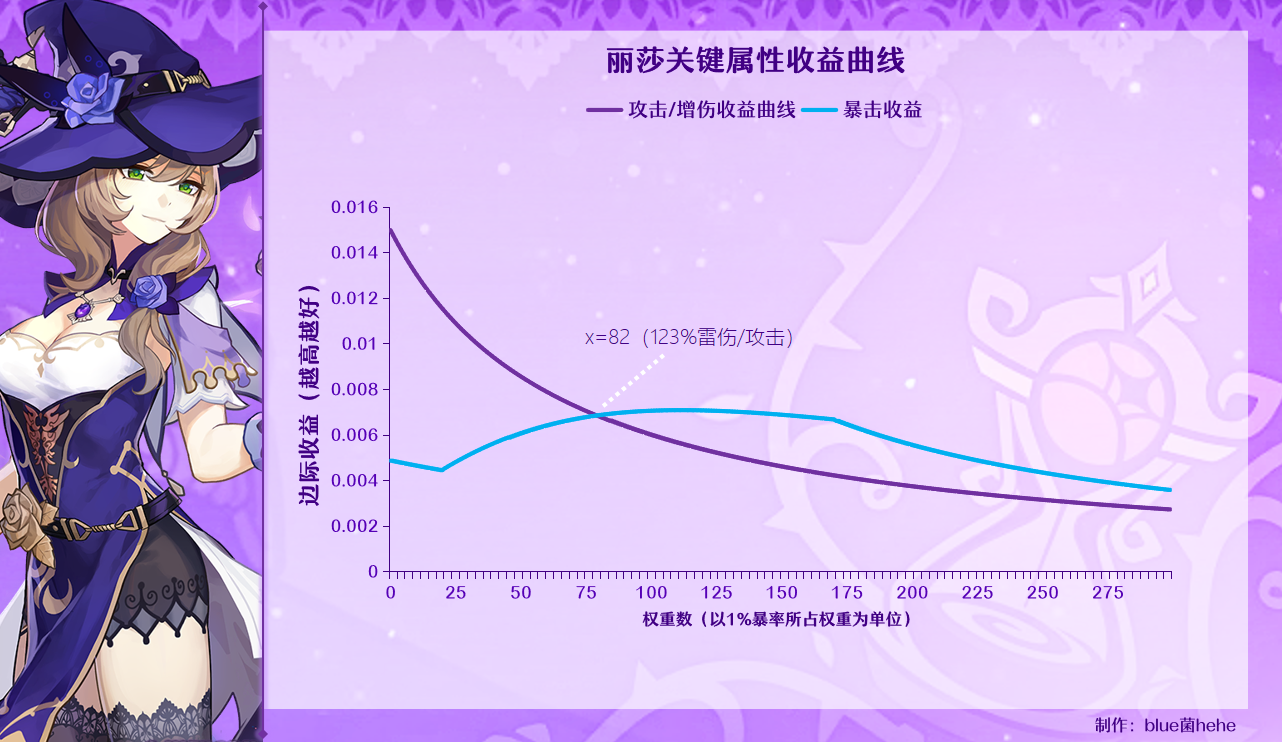 丽莎关键属性收益曲线
攻击/增伤收益曲线 暴击收益
边际收益（越高越好）
0.016
0.014
0.012
0.01
0.008
0.006
0.004
0.002
0
x=82（123%雷伤/攻击）
0 25 50 75 100 125 150 175 200 225 250 275
权重数（以1%暴率所占权重为单位）
制作：blue菌hehe